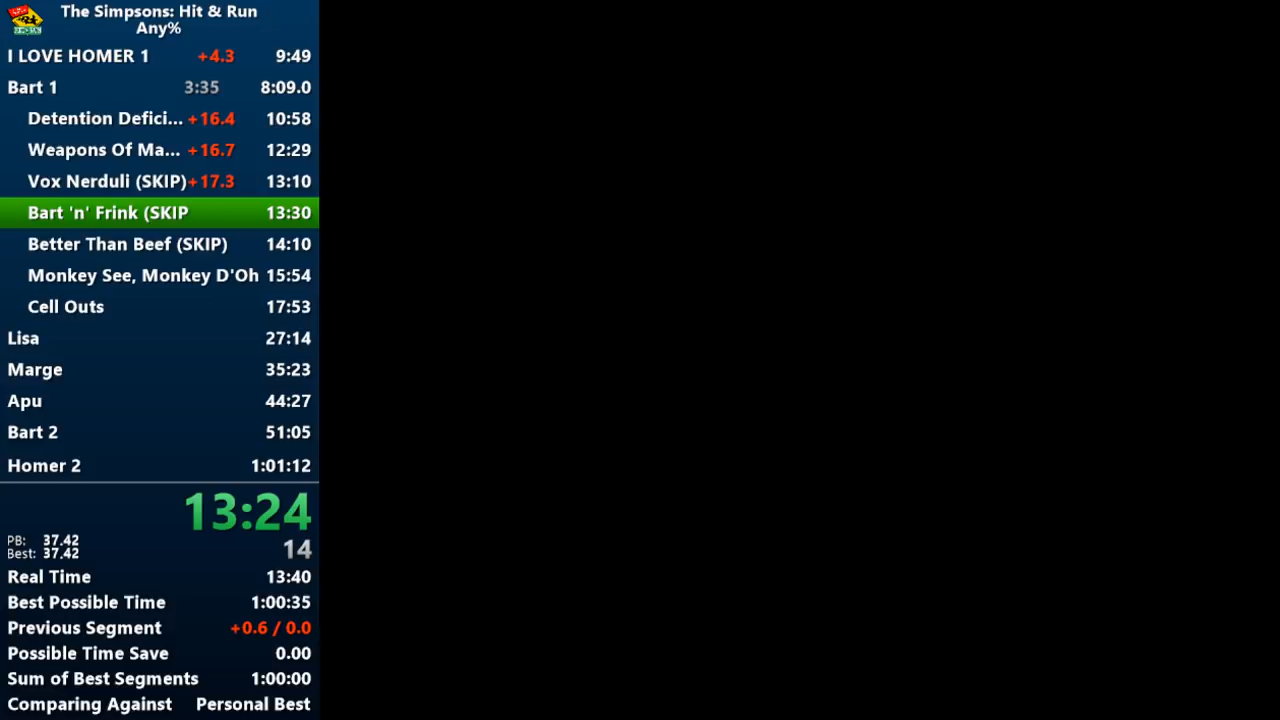 The Simpsons: Hit & Run
Any%
I LOVE HOMER 1 +4.3 9:49
Bart 1 3:35 8:09.0
Detention Defici... +16.4 10:58
Weapons Of Ma... +16.7 12:29
Vox Nerduli (SKIP) +17.3 13:10
Bart 'n' Frink (SKIP 13:30
Better Than Beef (SKIP) 14:10
Monkey See, Monkey D'Oh 15:54
Cell Outs 17:53
Lisa 27:14
Marge 35:23
Apu 44:27
Bart 2 51:05
Homer 2 1:01:12
13:24
PB: 37.42
Best: 37.42
14
Real Time 13:40
Best Possible Time 1:00:35
Previous Segment +0.6 / 0.0
Possible Time Save 0.00
Sum of Best Segments 1:00:00
Comparing Against Personal Best